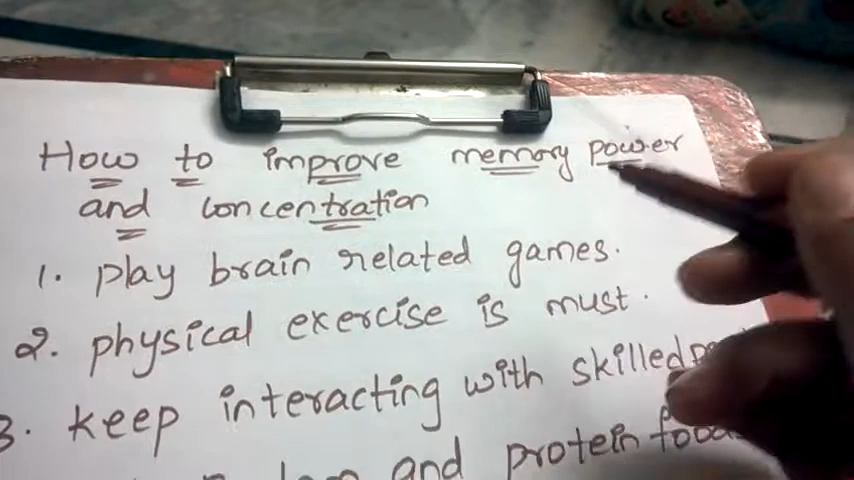 How to improve memory power
and concentration
1. play brain related games.
2. physical exercise is must.
3. keep interacting with skilled
and protein food